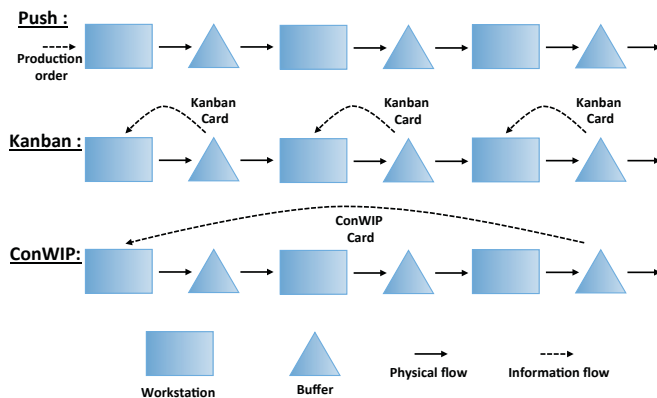 Push :
Production
order
Kanban
Card
Kanban
Card
Kanban
Card
Kanban :
ConWIP
Card
ConWIP:
Workstation
Buffer
Physical flow
Information flow